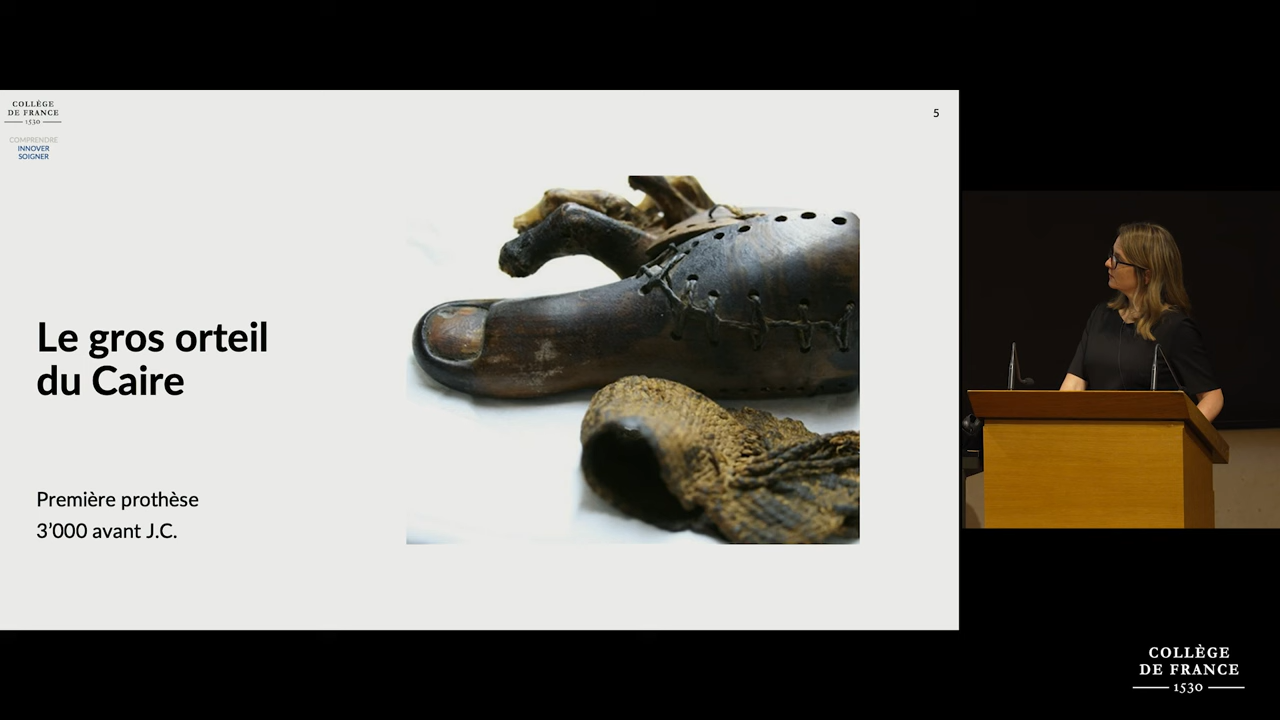 COLLÈGE
DE FRANCE
1530
COMPRENDRE
INNOVER
SOIGNER
5
Le gros orteil
du Caire
Première prothèse
3’000 avant J.C.
COLLÈGE
DE FRANCE
1530